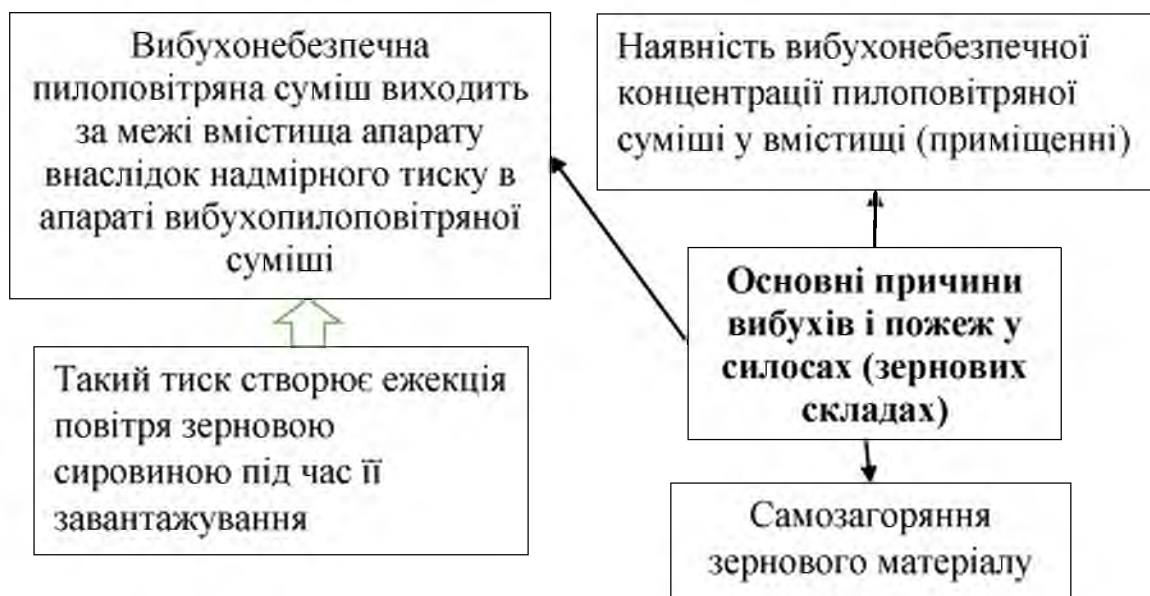 Вибухонебезпечна
пилоповітряна суміш виходить
за межі вмістища апарату
внаслідок надмірного тиску в
апараті вибухопилоповітряної
суміші
Наявність вибухонебезпечної
концентрації пилоповітряної
суміші у вмістищі (приміщенні)
Основні причини
вибухів і пожеж у
силосах (зернових
складах)
Такий тиск створює ежекція
повітря зерновою
сировиною під час її
завантажування
Самозагоряння
зернового матеріалу